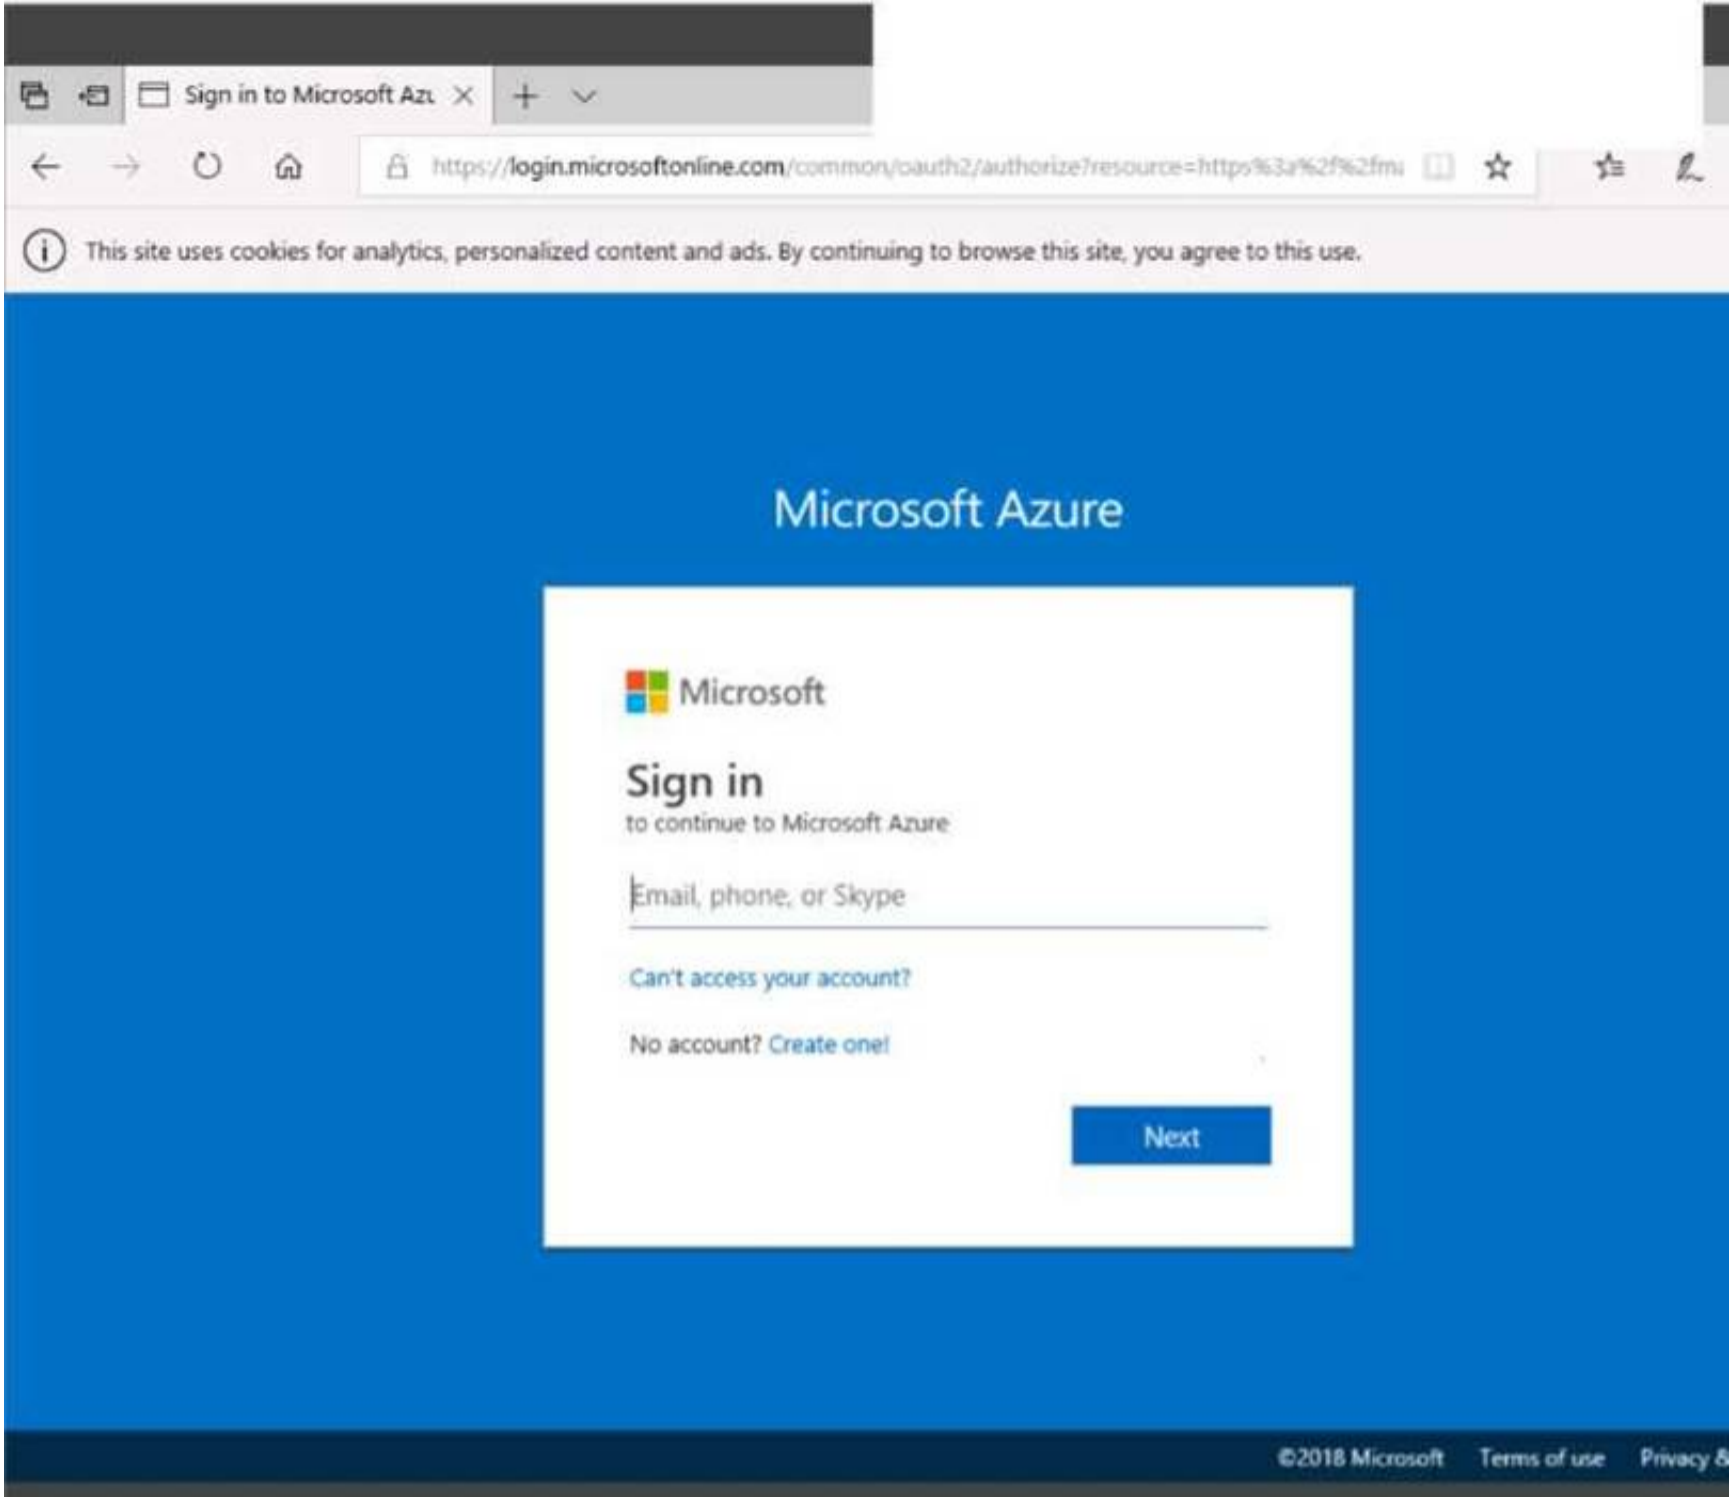 Sign in to Microsoft Azu
https://login.microsoftonline.com/common/oauth2/authorize?resource=https%3a%2f%2fma
This site uses cookies for analytics, personalized content and ads. By continuing to browse this site, you agree to this use.
Microsoft Azure
Microsoft
Sign in
to continue to Microsoft Azure
Email, phone, or Skype
Can't access your account?
No account? Create one!
Next
©2018 Microsoft Terms of use Privacy &